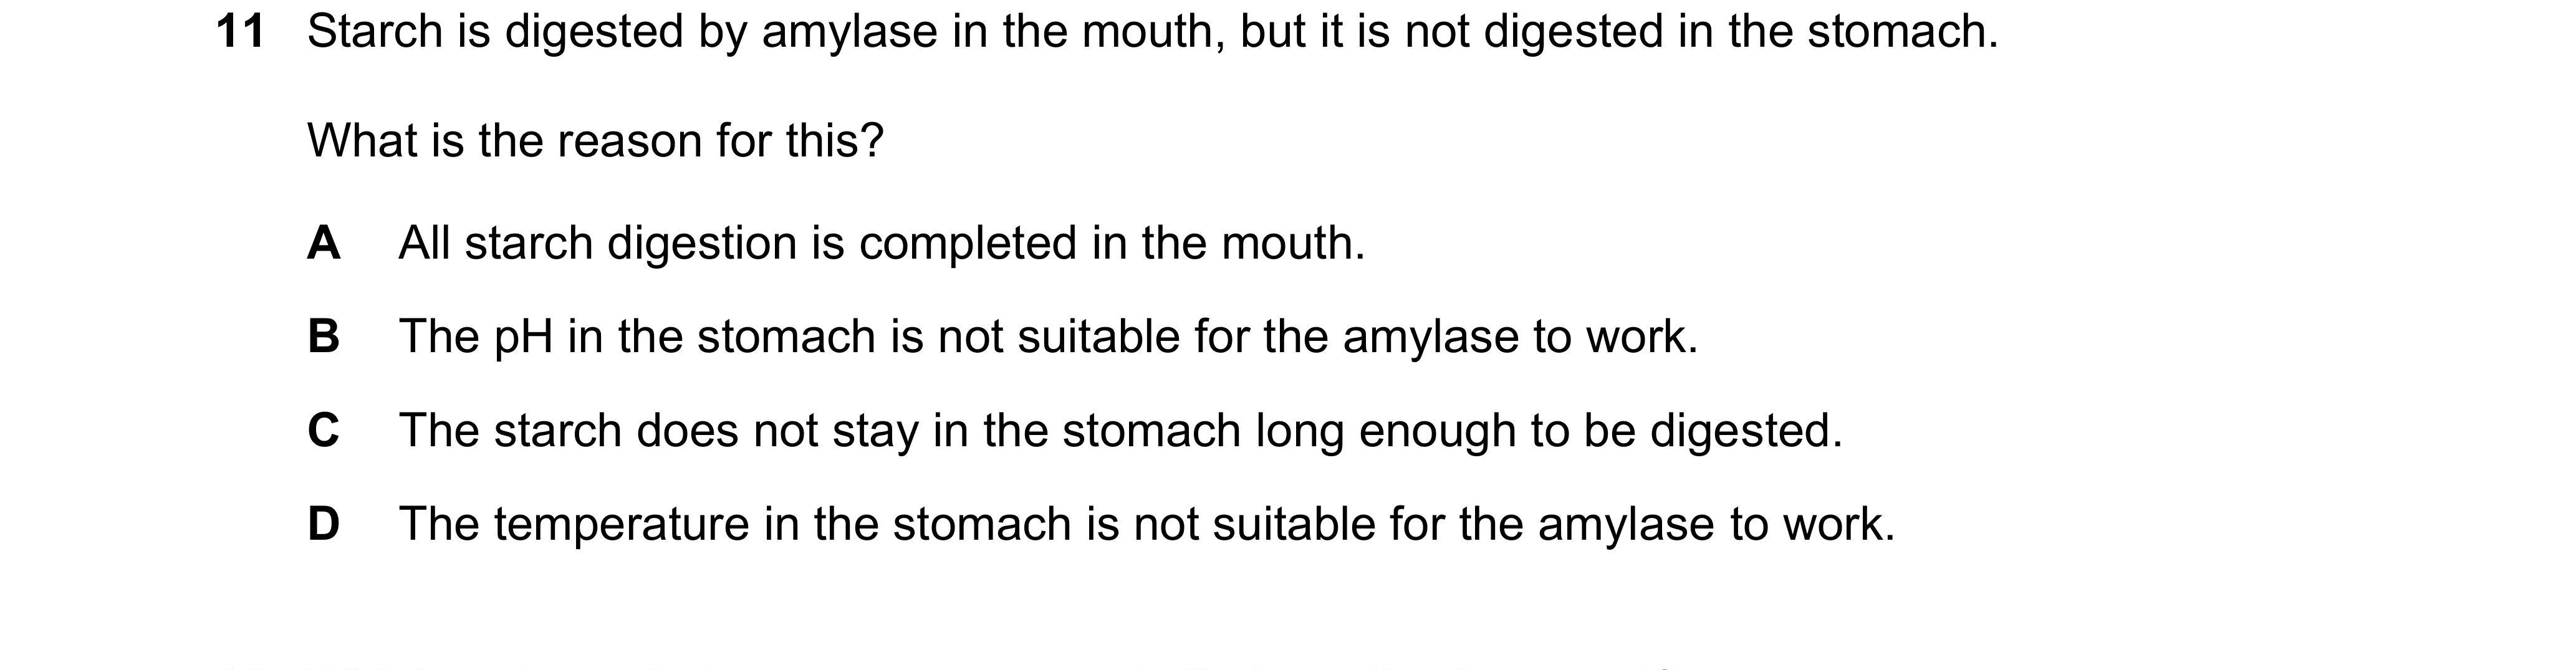 11 Starch is digested by amylase in the mouth, but it is not digested in the stomach.
What is the reason for this?
A All starch digestion is completed in the mouth.
B The pH in the stomach is not suitable for the amylase to work.
C The starch does not stay in the stomach long enough to be digested.
D The temperature in the stomach is not suitable for the amylase to work.